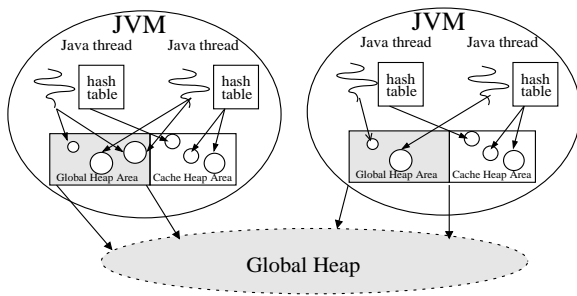 JVM
Java thread
Java thread
hash
table
hash
table
Global Heap Area
Cache Heap Area
JVM
Java thread
Java thread
hash
table
hash
table
Global Heap Area
Cache Heap Area
Global Heap